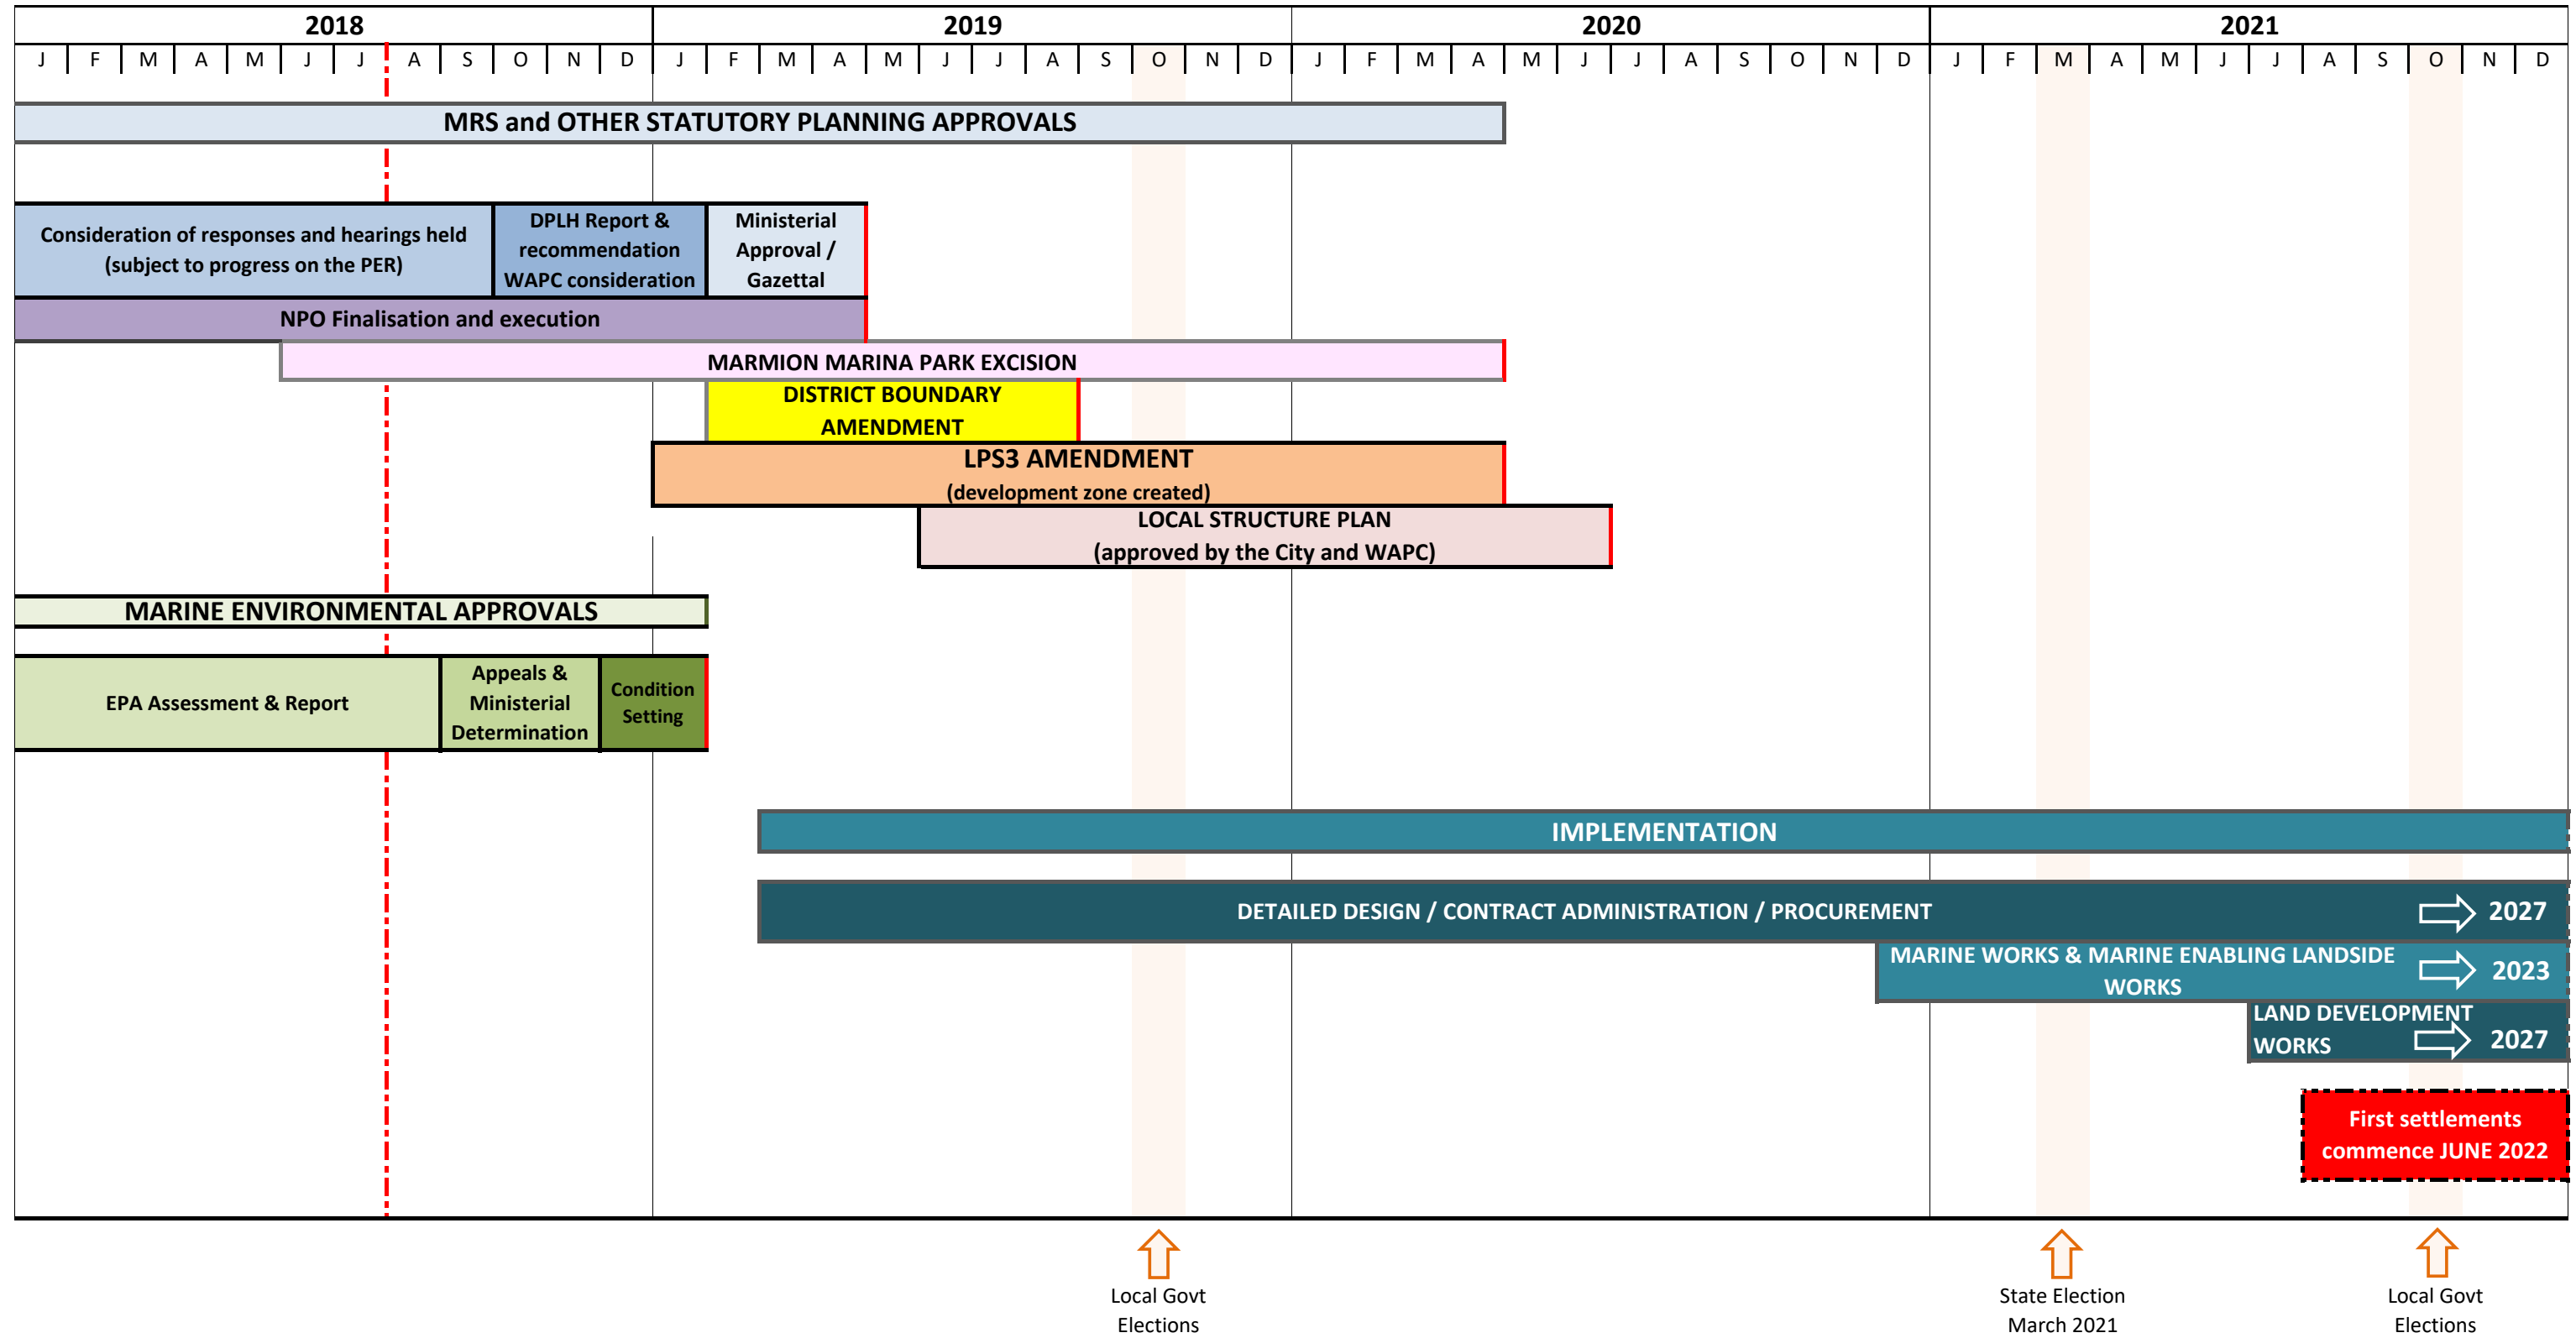 2018 2019 2020 2021
J F M A M J J A S O N D J F M A M J J A S O N D J F M A M J J A S O N D J F M A M J J A S O N D
MRS and OTHER STATUTORY PLANNING APPROVALS
Consideration of responses and hearings held
(subject to progress on the PER)
DPLH Report &
recommendation
WAPC consideration
Ministerial
Approval /
Gazettal
NPO Finalisation and execution
MARMION MARINA PARK EXCISION
DISTRICT BOUNDARY
AMENDMENT
LPS3 AMENDMENT
(development zone created)
LOCAL STRUCTURE PLAN
(approved by the City and WAPC)
MARINE ENVIRONMENTAL APPROVALS
EPA Assessment & Report
Appeals &
Ministerial
Determination
Condition
Setting
IMPLEMENTATION
DETAILED DESIGN / CONTRACT ADMINISTRATION / PROCUREMENT
2027
MARINE WORKS & MARINE ENABLING LANDSIDE
WORKS
2023
LAND DEVELOPMENT
WORKS
2027
First settlements
commence JUNE 2022
Local Govt
Elections
State Election
March 2021
Local Govt
Elections